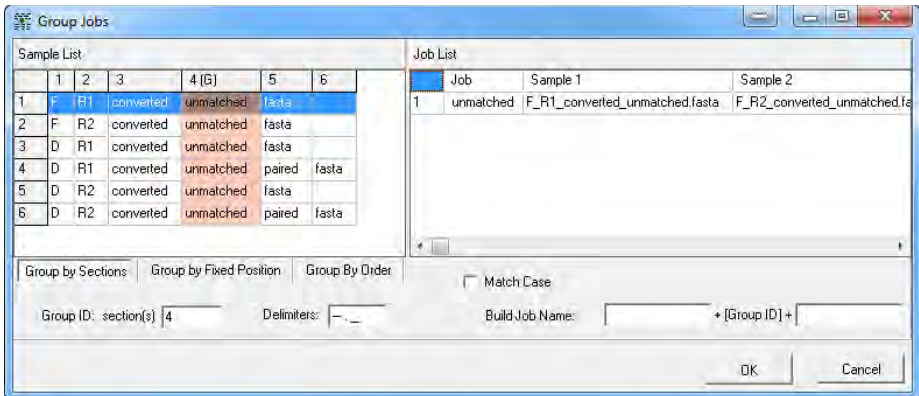 Group Jobs
Sample List
1 2 3 4 (G) 5 6
1 F R1 converted unmatched fasta
2 F R2 converted unmatched fasta
3 D R1 converted unmatched fasta
4 D R1 converted unmatched paired fasta
5 D R2 converted unmatched fasta
6 D R2 converted unmatched paired fasta
Job List
Job Sample 1 Sample 2
1 unmatched F_R1_converted_unmatched.fasta F_R2_converted_unmatched.fa
Group by Sections Group by Fixed Position Group By Order
Match Case
Group ID: section(s) 4 Delimiters: – . _ Build Job Name: + [Group ID] +
OK Cancel